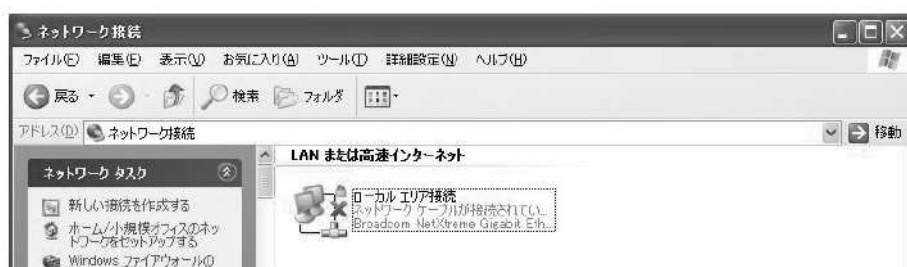 ネットワーク接続
ファイル(F) 編集(E) 表示(V) お気に入り(A) ツール(T) 詳細設定(N) ヘルプ(H)
戻る 検索 フォルダ
アドレス(D) ネットワーク接続 移動
ネットワーク タスク
新しい接続を作成する
ホーム/小規模オフィスのネットワークをセットアップする
Windows ファイアウォールの
LAN または高速インターネット
ローカル エリア接続
ネットワーク ケーブルが接続されてい...
Broadcom NetXtreme Gigabit Eth...